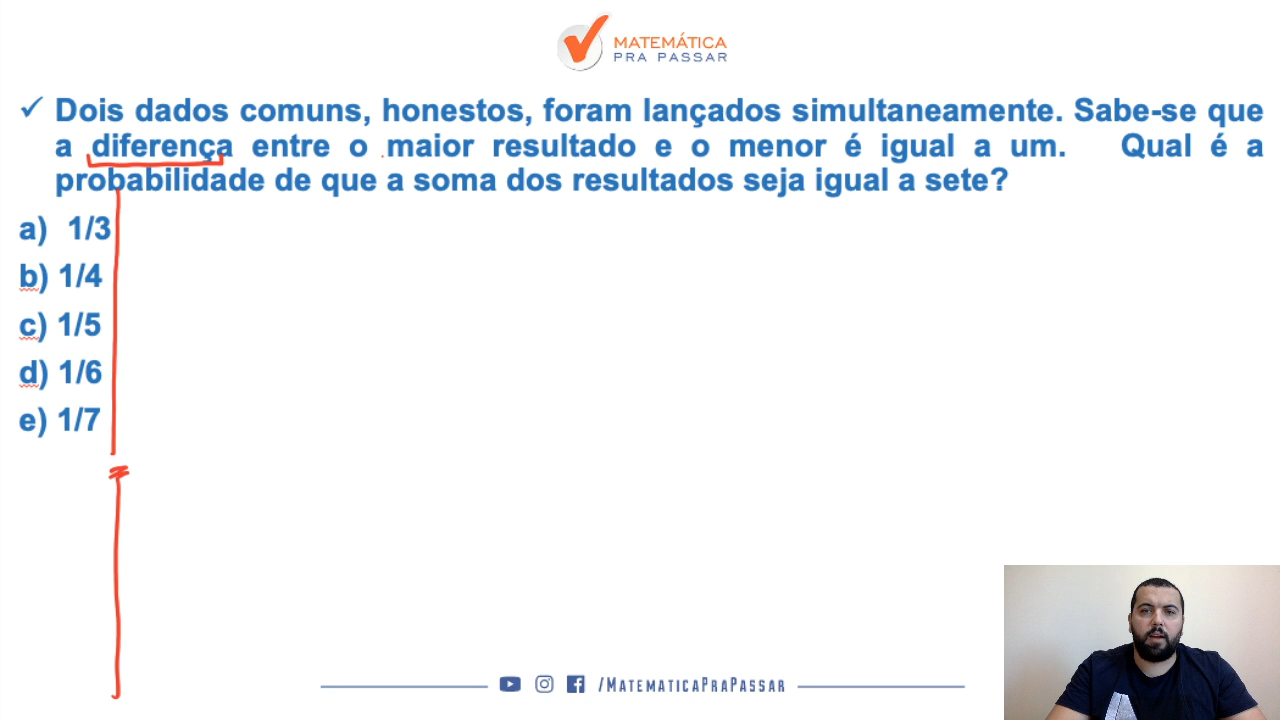 MATEMÁTICA
PRA PASSAR
✓ Dois dados comuns, honestos, foram lançados simultaneamente. Sabe-se que
a diferença entre o maior resultado e o menor é igual a um. Qual é a
probabilidade de que a soma dos resultados seja igual a sete?
a) 1/3
b) 1/4
c) 1/5
d) 1/6
e) 1/7
/MATEMATICAPRAPASSAR